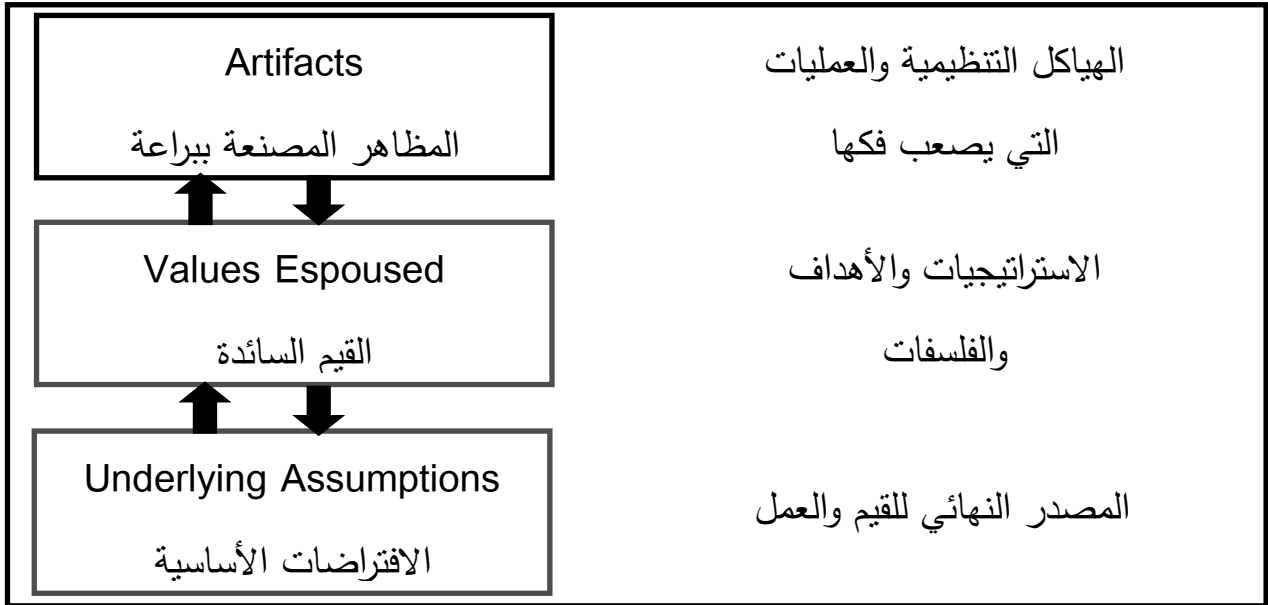 Artifacts
المظاهر المصنعة ببراعة
الهياكل التنظيمية والعمليات
التي يصعب فكها
Values Espoused
القيم السائدة
الاستراتيجيات والأهداف
والفلسفات
Underlying Assumptions
الافتراضات الأساسية
المصدر النهائي للقيم والعمل